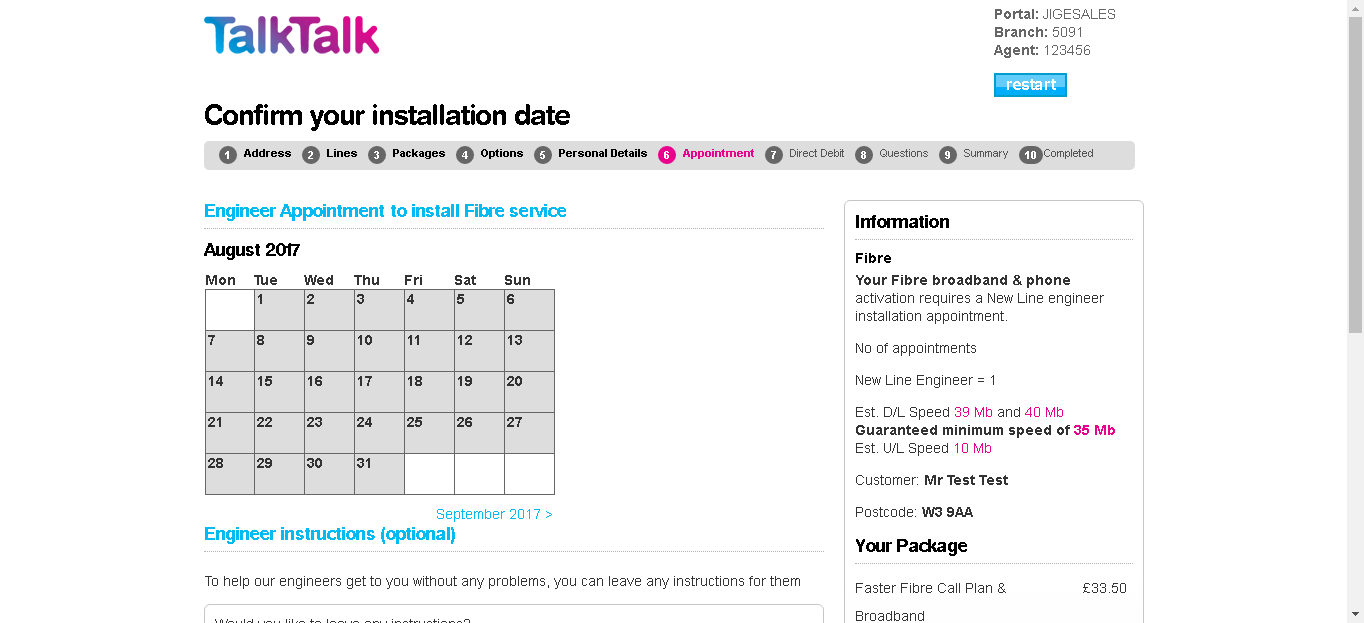 TalkTalk
Portal: JIGESALES
Branch: 5091
Agent: 123456
restart
Confirm your installation date
1 Address 2 Lines 3 Packages 4 Options 5 Personal Details 6 Appointment 7 Direct Debit 8 Questions 9 Summary 10 Completed
Engineer Appointment to install Fibre service
August 2017
Mon Tue Wed Thu Fri Sat Sun
1 2 3 4 5 6
7 8 9 10 11 12 13
14 15 16 17 18 19 20
21 22 23 24 25 26 27
28 29 30 31
September 2017 >
Engineer instructions (optional)
To help our engineers get to you without any problems, you can leave any instructions for them
Would you like to leave any instructions?
Information
Fibre
Your Fibre broadband & phone
activation requires a New Line engineer
installation appointment.
No of appointments
New Line Engineer = 1
Est. D/L Speed 39 Mb and 40 Mb
Guaranteed minimum speed of 35 Mb
Est. U/L Speed 10 Mb
Customer: Mr Test Test
Postcode: W3 9AA
Your Package
Faster Fibre Call Plan & £33.50
Broadband